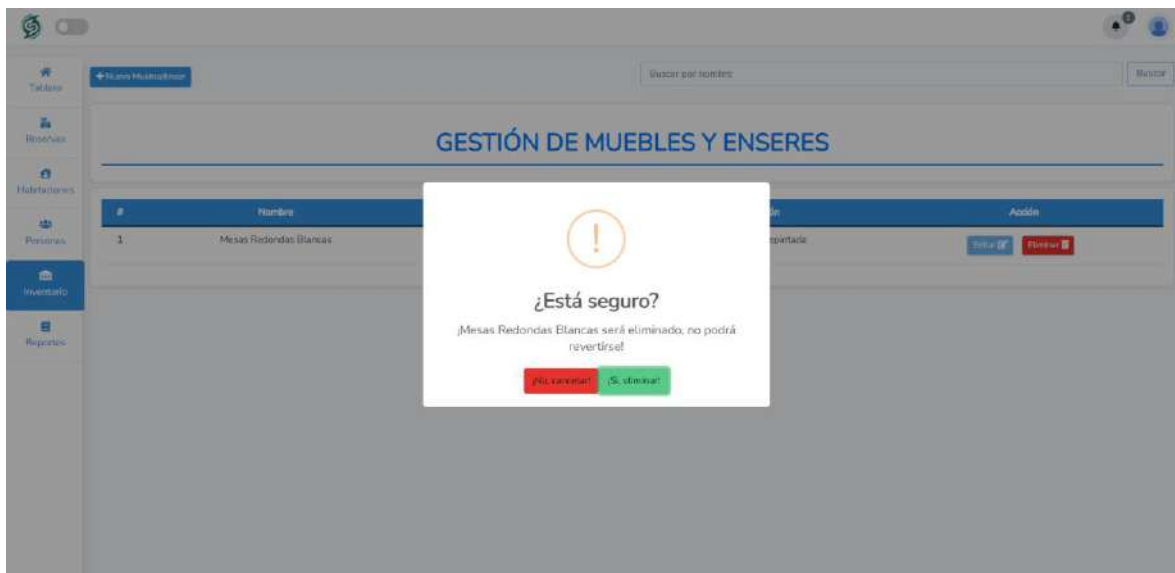 Tablero
+Nuevo Mueble/Enser
Buscar por nombre
Buscar
Reservas
GESTIÓN DE MUEBLES Y ENSERES
Habitaciones
Personas
# Nombre Acción
1 Mesas Redondas Blancas Editar Eliminar
Inventario
Reportes
!
¿Está seguro?
¡Mesas Redondas Blancas será eliminado, no podrá
revertirse!
¡No, cancelar! ¡Si, eliminar!